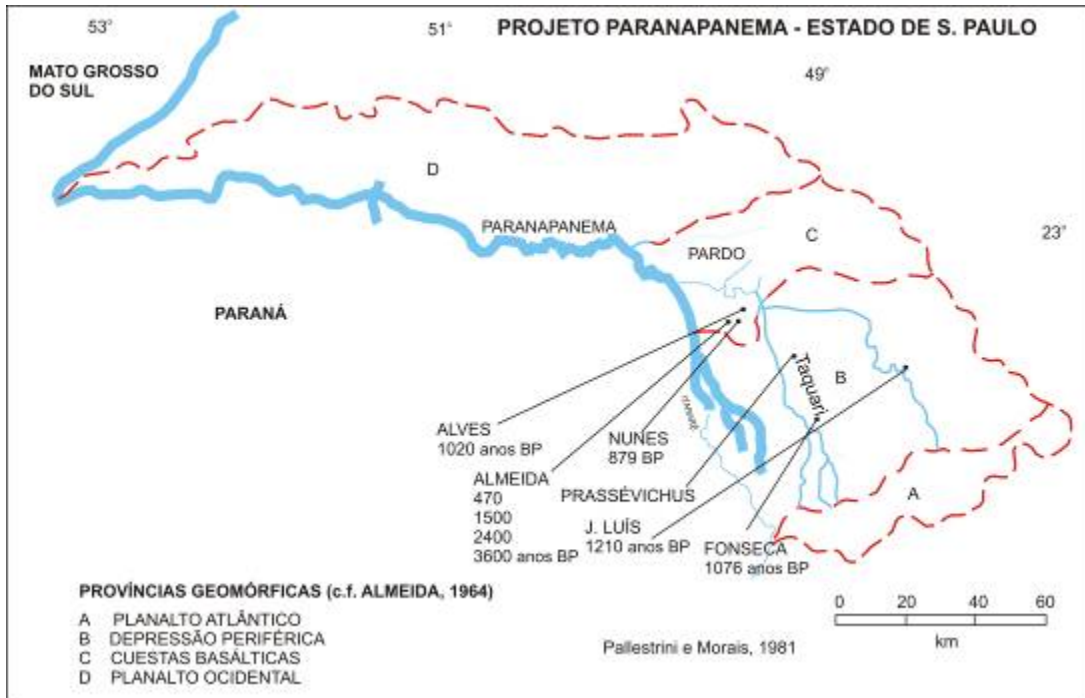 PROJETO PARANAPANEMA - ESTADO DE S. PAULO
53°
51°
49°
MATO GROSSO
DO SUL
D
PARANAPANEMA
C
23°
PARDO
PARANÁ
Taquari
B
ITARARÉ
ALVES
1020 anos BP
NUNES
879 BP
ALMEIDA
470
1500
2400
3600 anos BP
PRASSÉVICHUS
J. LUÍS
1210 anos BP
FONSECA
1076 anos BP
A
PROVÍNCIAS GEOMÓRFICAS (c.f. ALMEIDA, 1964)
A PLANALTO ATLÂNTICO
B DEPRESSÃO PERIFÉRICA
C CUESTAS BASÁLTICAS
D PLANALTO OCIDENTAL
Pallestrini e Morais, 1981
0 20 40 60
km